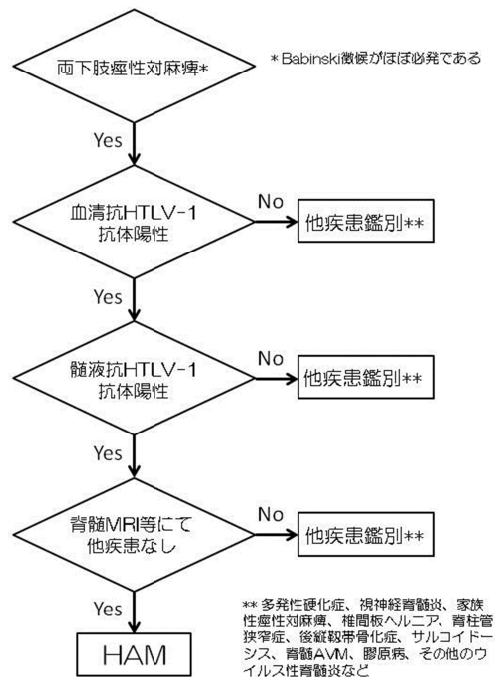 両下肢痙性対麻痺*
* Babinski徴候がほぼ必発である
Yes
血清抗HTLV-1
抗体陽性
No
他疾患鑑別**
Yes
髄液抗HTLV-1
抗体陽性
No
他疾患鑑別**
Yes
脊髄MRI等にて
他疾患なし
No
他疾患鑑別**
Yes
HAM
** 多発性硬化症、視神経脊髄炎、家族
性痙性対麻痺、椎間板ヘルニア、脊柱管
狭窄症、後縦靱帯骨化症、サルコイドー
シス、脊髄AVM、膠原病、その他のウ
イルス性脊髄炎など